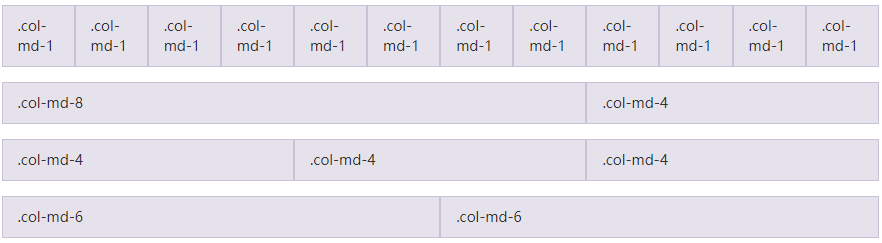 .col- .col- .col- .col- .col- .col- .col- .col- .col- .col- .col- .col-
md-1 md-1 md-1 md-1 md-1 md-1 md-1 md-1 md-1 md-1 md-1 md-1
.col-md-8 .col-md-4
.col-md-4 .col-md-4 .col-md-4
.col-md-6 .col-md-6